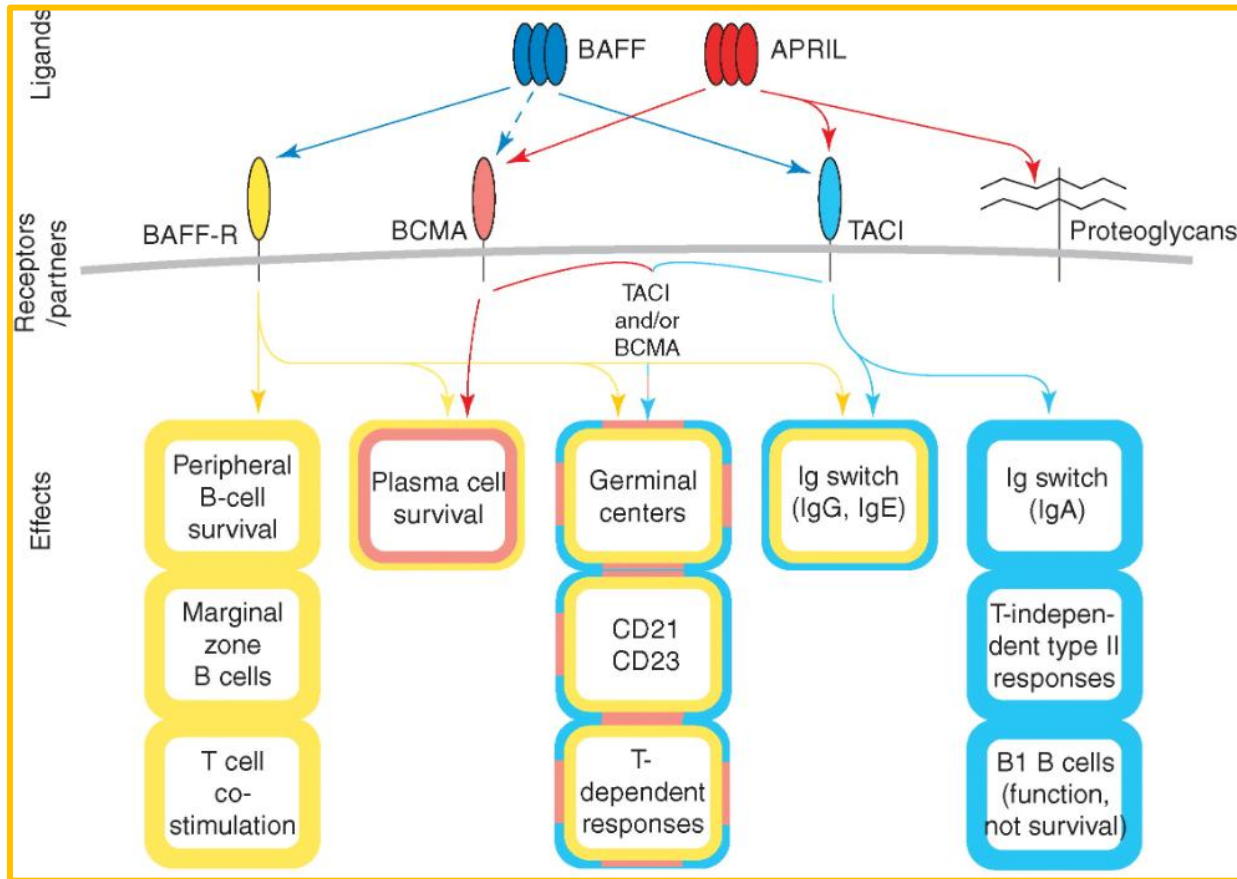 Ligands
BAFF
APRIL
Receptors
/partners
BAFF-R
BCMA
TACI
Proteoglycans
TACI
and/or
BCMA
Effects
Peripheral
B-cell
survival
Plasma cell
survival
Germinal
centers
Ig switch
(IgG, IgE)
Ig switch
(IgA)
Marginal
zone
B cells
CD21
CD23
T-indepen-
dent type II
responses
T cell
co-
stimulation
T-
dependent
responses
B1 B cells
(function,
not survival)